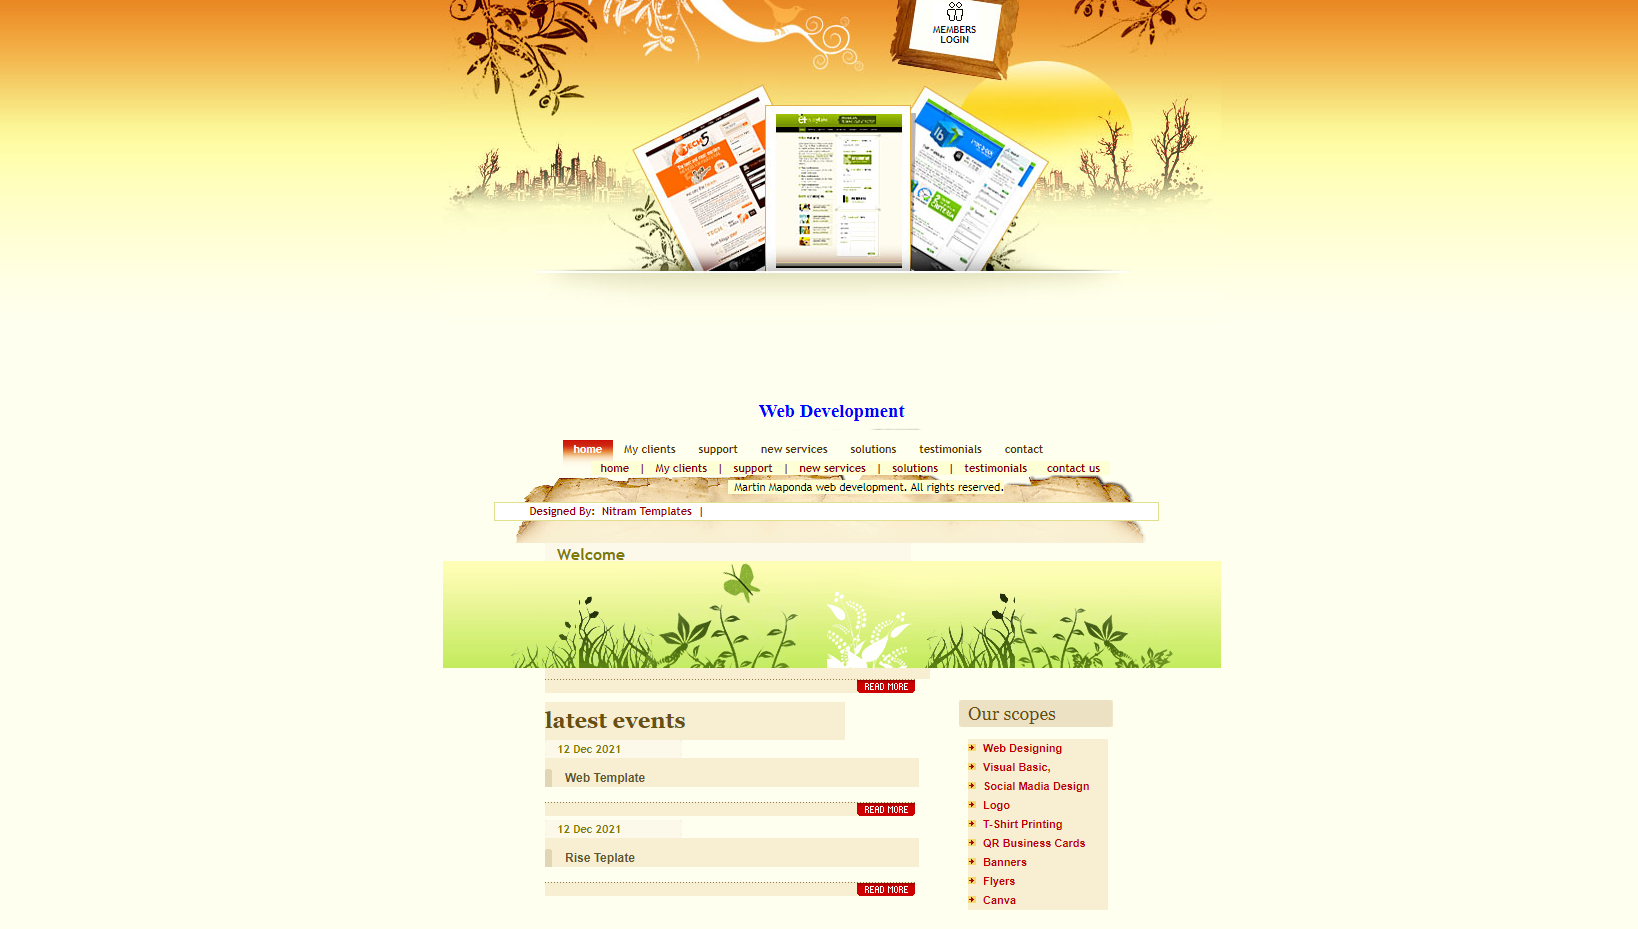 MEMBERS
LOGIN
Web Development
home My clients support new services solutions testimonials contact
home | My clients | support | new services | solutions | testimonials contact us
Martin Maponda web development. All rights reserved.
Designed By: Nitram Templates |
Welcome
READ MORE
latest events
12 Dec 2021
Web Template
READ MORE
12 Dec 2021
Rise Teplate
READ MORE
Our scopes
Web Designing
Visual Basic,
Social Madia Design
Logo
T-Shirt Printing
QR Business Cards
Banners
Flyers
Canva